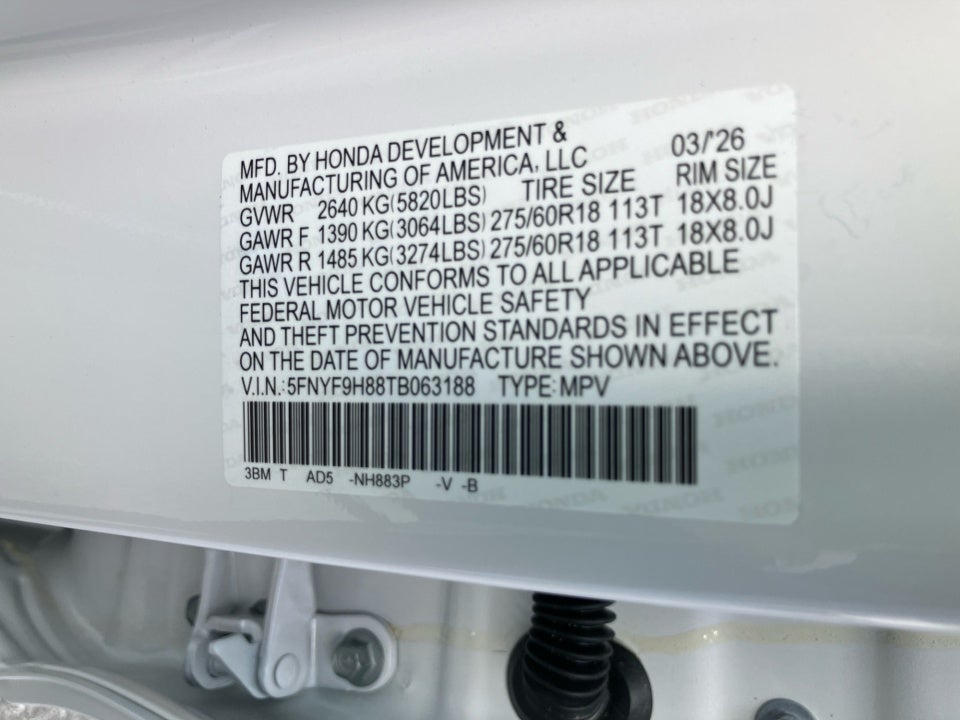 MFD. BY HONDA DEVELOPMENT & 03/'26
MANUFACTURING OF AMERICA, LLC
GVWR 2640 KG(5820LBS) TIRE SIZE RIM SIZE
GAWR F 1390 KG(3064LBS) 275/60R18 113T 18X8.0J
GAWR R 1485 KG(3274LBS) 275/60R18 113T 18X8.0J
THIS VEHICLE CONFORMS TO ALL APPLICABLE
FEDERAL MOTOR VEHICLE SAFETY
AND THEFT PREVENTION STANDARDS IN EFFECT
ON THE DATE OF MANUFACTURE SHOWN ABOVE.
V.I.N.:5FNYF9H88TB063188 TYPE:MPV
3BM T AD5 -NH883P -V -B